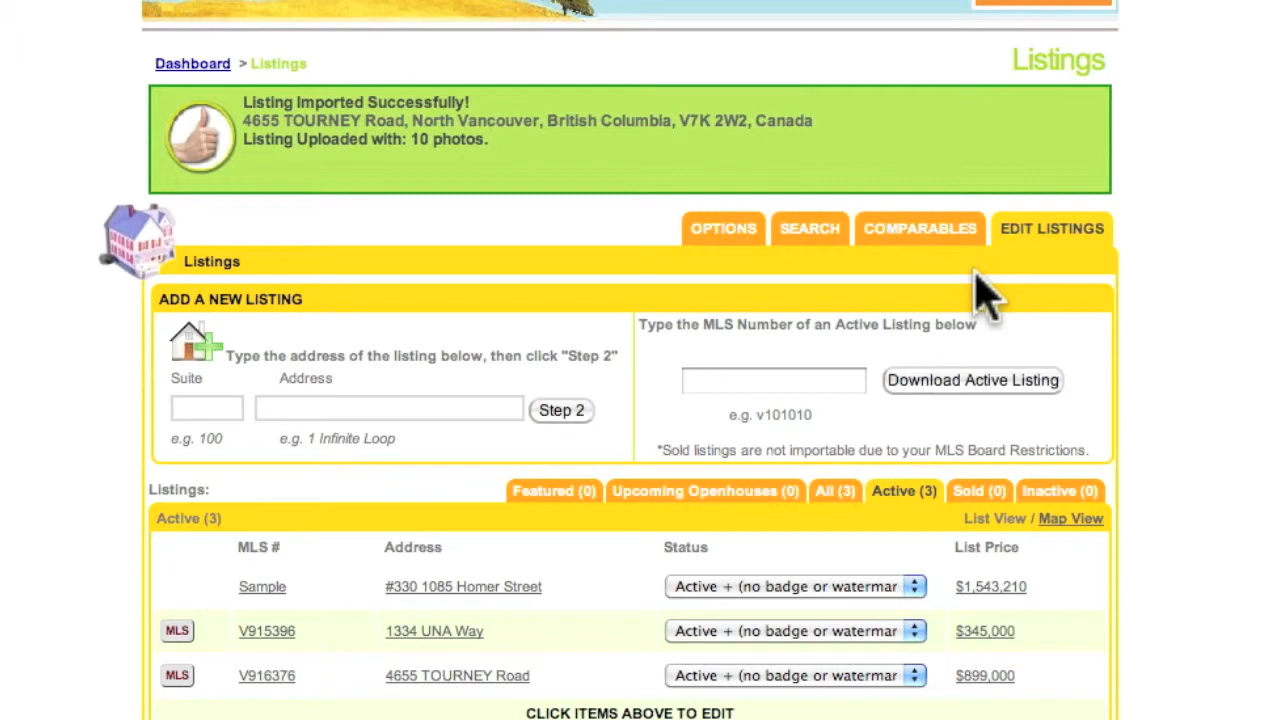 Dashboard > Listings
Listings
Listing Imported Successfully!
4655 TOURNEY Road, North Vancouver, British Columbia, V7K 2W2, Canada
Listing Uploaded with: 10 photos.
OPTIONS SEARCH COMPARABLES EDIT LISTINGS
Listings
ADD A NEW LISTING
Type the address of the listing below, then click "Step 2"
Suite Address
Step 2
e.g. 100 e.g. 1 Infinite Loop
Type the MLS Number of an Active Listing below
Download Active Listing
e.g. v101010
*Sold listings are not importable due to your MLS Board Restrictions.
Listings: Featured (0) Upcoming Openhouses (0) All (3) Active (3) Sold (0) Inactive (0)
Active (3) List View / Map View
MLS # Address Status List Price
Sample #330 1085 Homer Street Active + (no badge or watermar $1,543,210
MLS V915396 1334 UNA Way Active + (no badge or watermar $345,000
MLS V916376 4655 TOURNEY Road Active + (no badge or watermar $899,000
CLICK ITEMS ABOVE TO EDIT